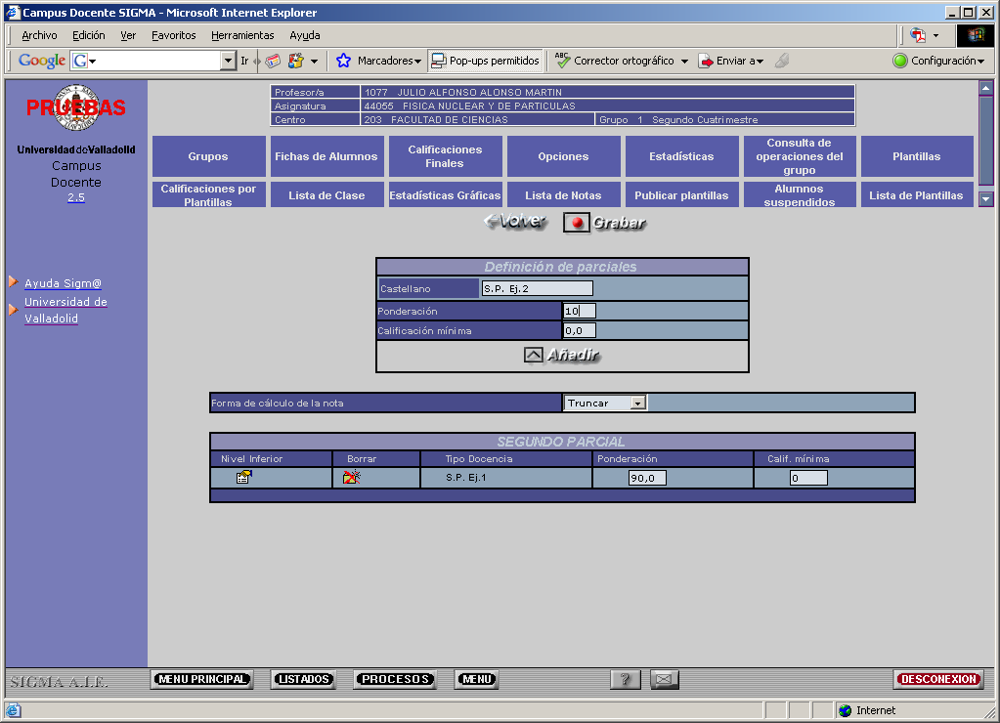 Campus Docente SIGMA - Microsoft Internet Explorer
Archivo Edición Ver Favoritos Herramientas Ayuda
Google G Ir Marcadores Pop-ups permitidos ABC Corrector ortográfico Enviar a Configuración
PRUEBAS
Universidad de Valladolid
Campus
Docente
2.5
Ayuda Sigm@
Universidad de
Valladolid
Profesor/a 1077 JULIO ALFONSO ALONSO MARTIN
Asignatura 44055 FISICA NUCLEAR Y DE PARTICULAS
Centro 203 FACULTAD DE CIENCIAS Grupo 1 Segundo Cuatrimestre
Grupos Fichas de Alumnos Calificaciones Finales Opciones Estadísticas Consulta de operaciones del grupo Plantillas
Calificaciones por Plantillas Lista de Clase Estadísticas Gráficas Lista de Notas Publicar plantillas Alumnos suspendidos Lista de Plantillas
Volver Grabar
Definición de parciales
Castellano S.P. Ej.2
Ponderación 10
Calificación mínima 0,0
Añadir
Forma de cálculo de la nota Truncar
SEGUNDO PARCIAL
Nivel Inferior Borrar Tipo Docencia Ponderación Calif. mínima
S.P. Ej.1 90,0 0
SIGMA A.I.E. MENU PRINCIPAL LISTADOS PROCESOS MENU ? DESCONEXION
Internet